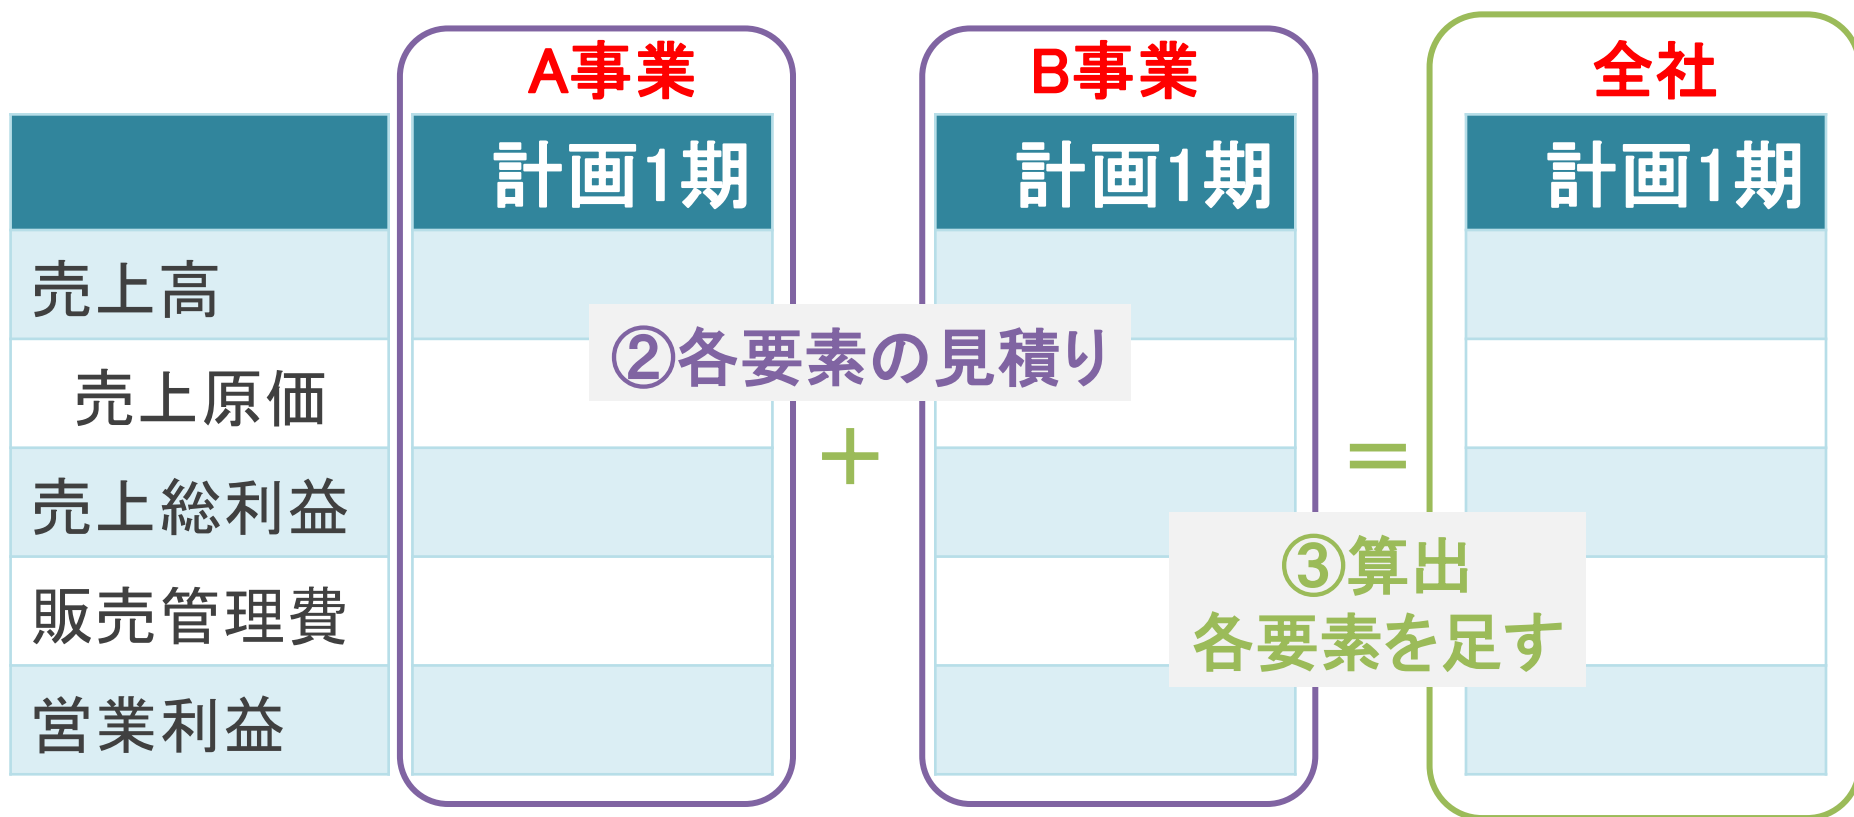 A事業 B事業 全社
計画1期 計画1期 計画1期
売上高
②各要素の見積り
売上原価
+ =
売上総利益
③算出
各要素を足す
販売管理費
営業利益